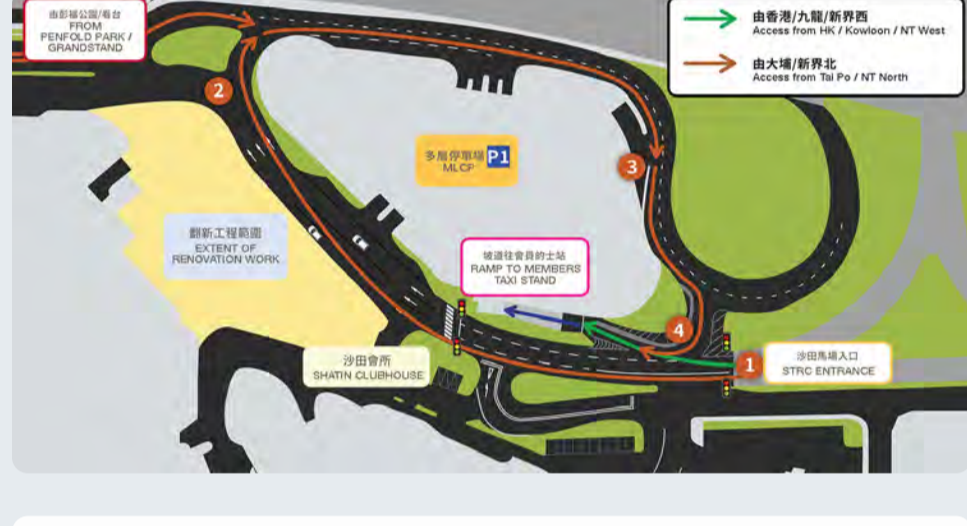 由彭福公園/看台
FROM
PENFOLD PARK /
GRANDSTAND
由香港/九龍/新界西
Access from HK / Kowloon / NT West
由大埔/新界北
Access from Tai Po / NT North
2
多層停車場 P1
MLCP
3
翻新工程範圍
EXTENT OF
RENOVATION WORK
坡道往會員的士站
RAMP TO MEMBERS
TAXI STAND
4
沙田會所
SHATIN CLUBHOUSE
1
沙田馬場入口
STRC ENTRANCE